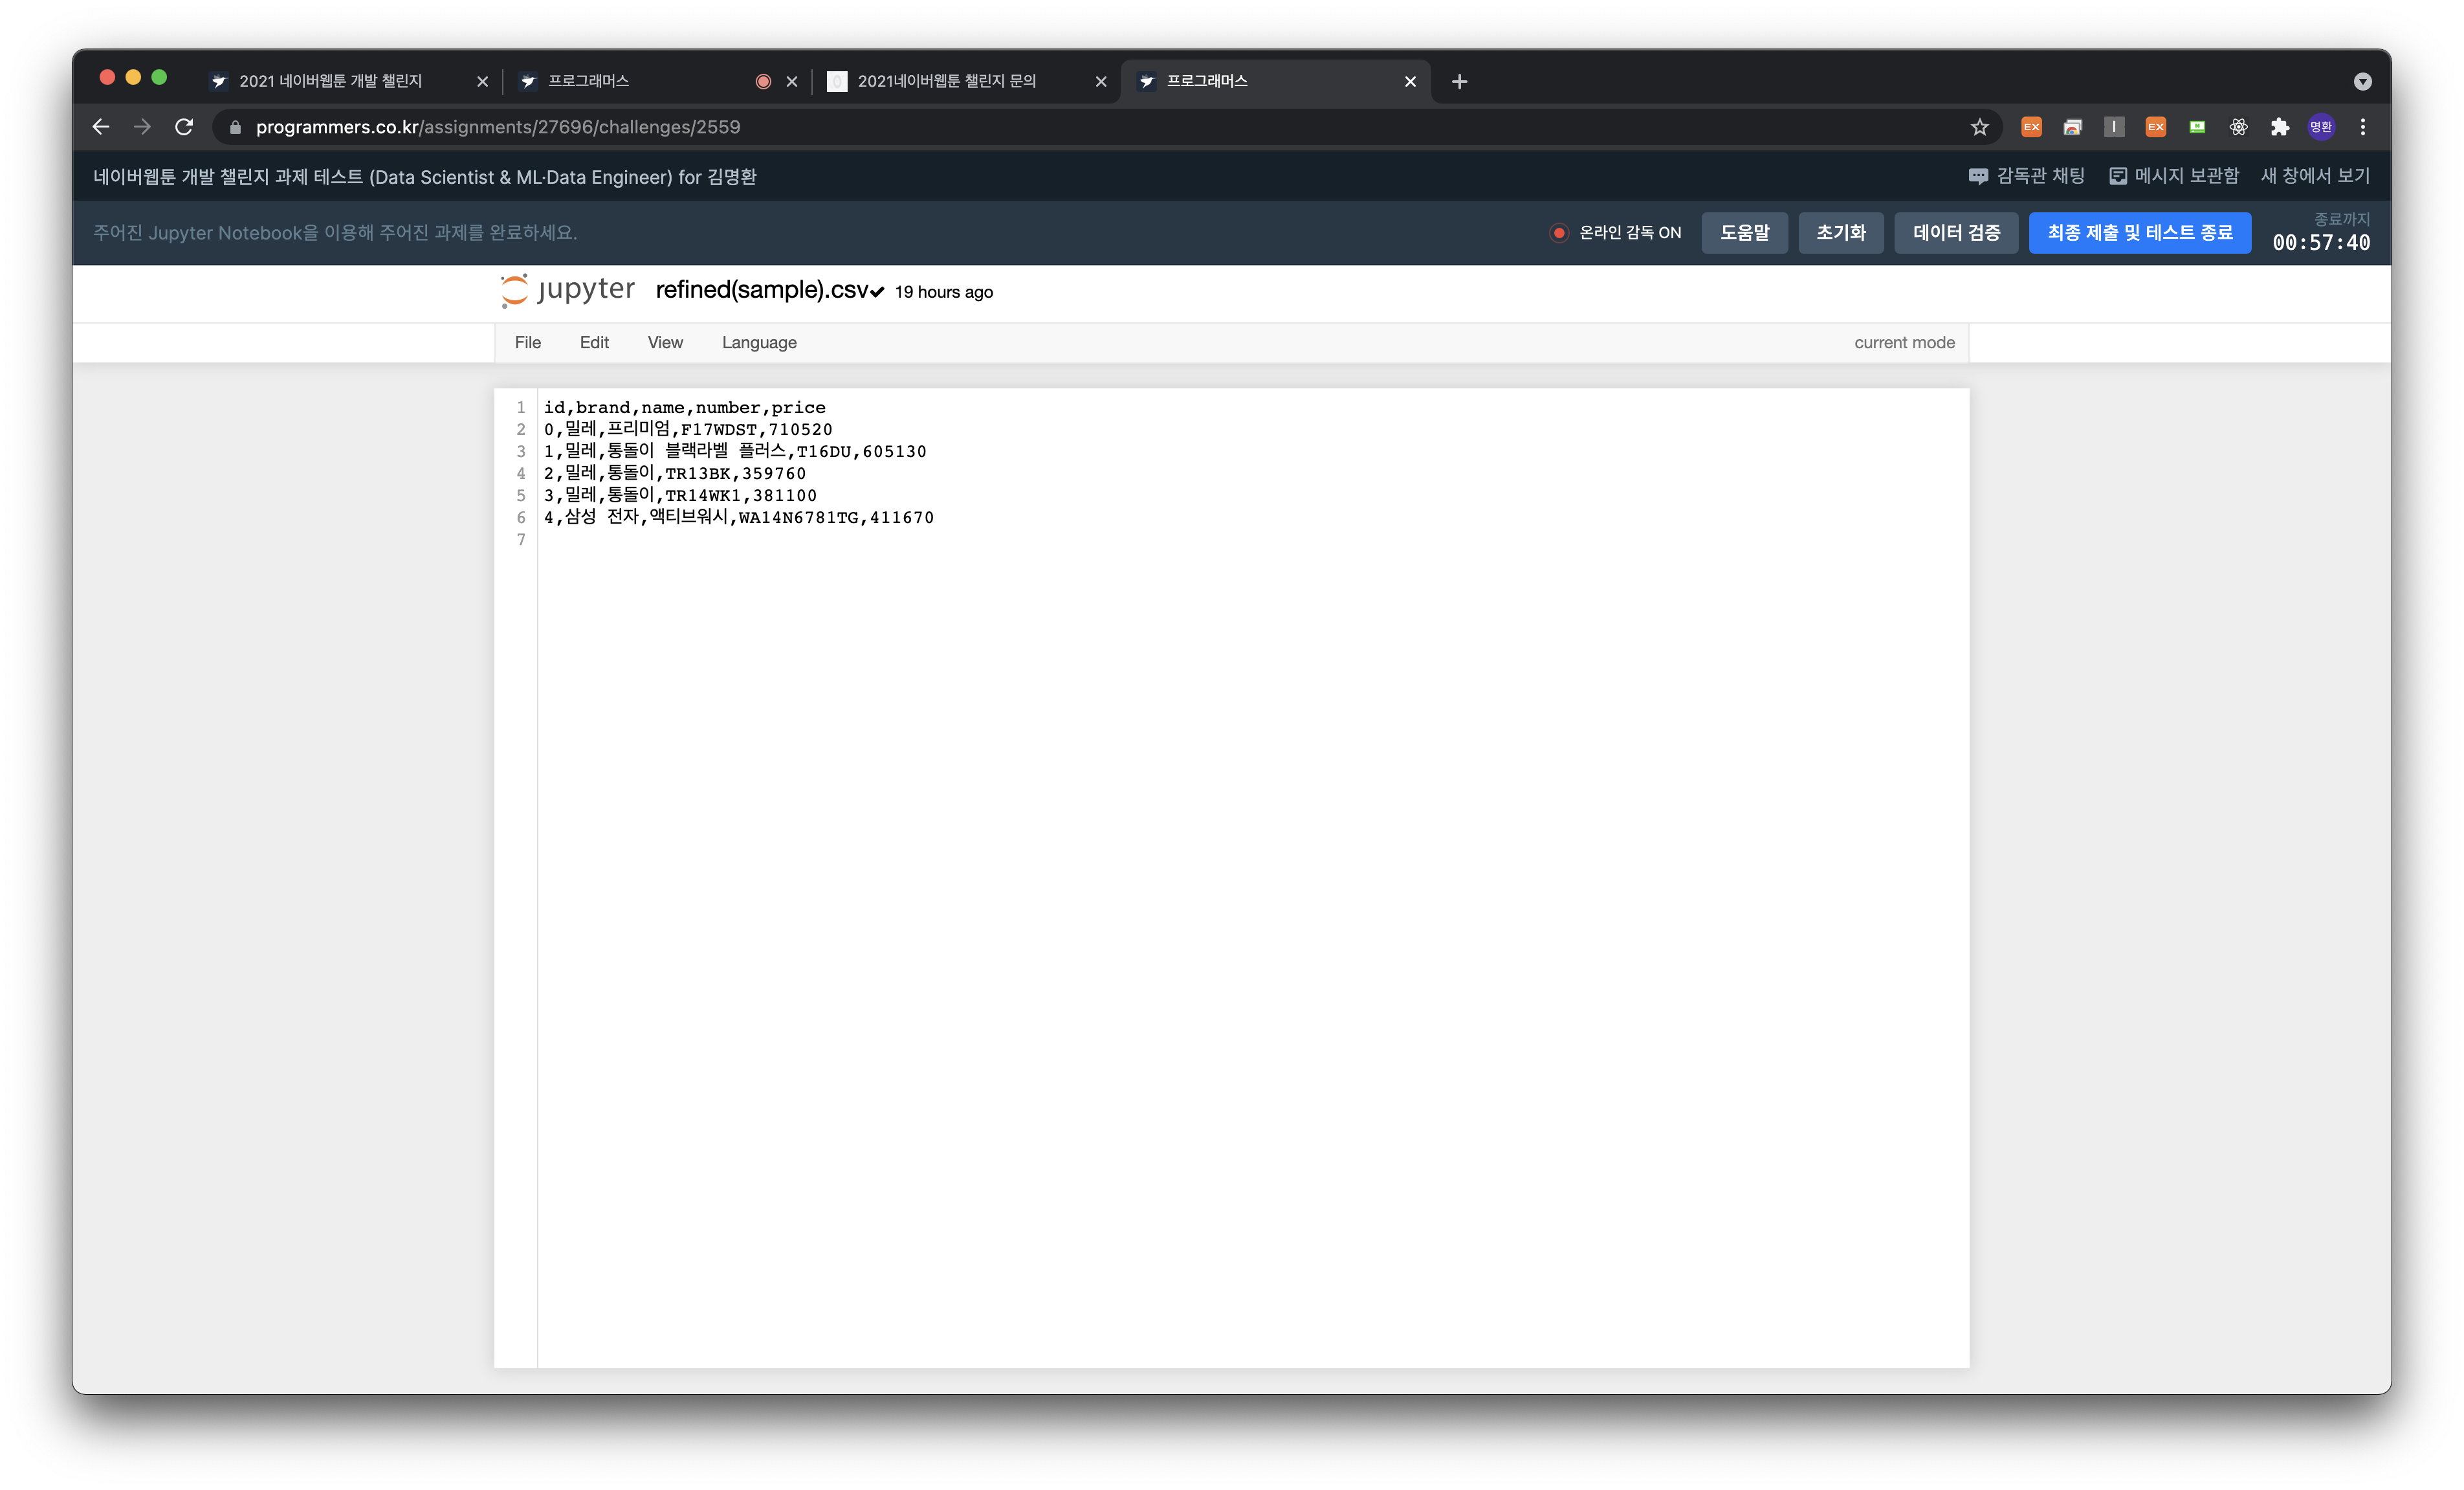 2021 네이버웹툰 개발 챌린지
프로그래머스
2021네이버웹툰 챌린지 문의
프로그래머스
programmers.co.kr/assignments/27696/challenges/2559
EX
EX
명환
네이버웹툰 개발 챌린지 과제 테스트 (Data Scientist & ML·Data Engineer) for 김명환
감독관 채팅
메시지 보관함
새 창에서 보기
주어진 Jupyter Notebook을 이용해 주어진 과제를 완료하세요.
온라인 감독 ON
도움말
초기화
데이터 검증
최종 제출 및 테스트 종료
종료까지
00:57:40
jupyter refined(sample).csv 19 hours ago
File Edit View Language current mode
1 id,brand,name,number,price
2 0,밀레,프리미엄,F17WDST,710520
3 1,밀레,통돌이 블랙라벨 플러스,T16DU,605130
4 2,밀레,통돌이,TR13BK,359760
5 3,밀레,통돌이,TR14WK1,381100
6 4,삼성 전자,액티브워시,WA14N6781TG,411670
7